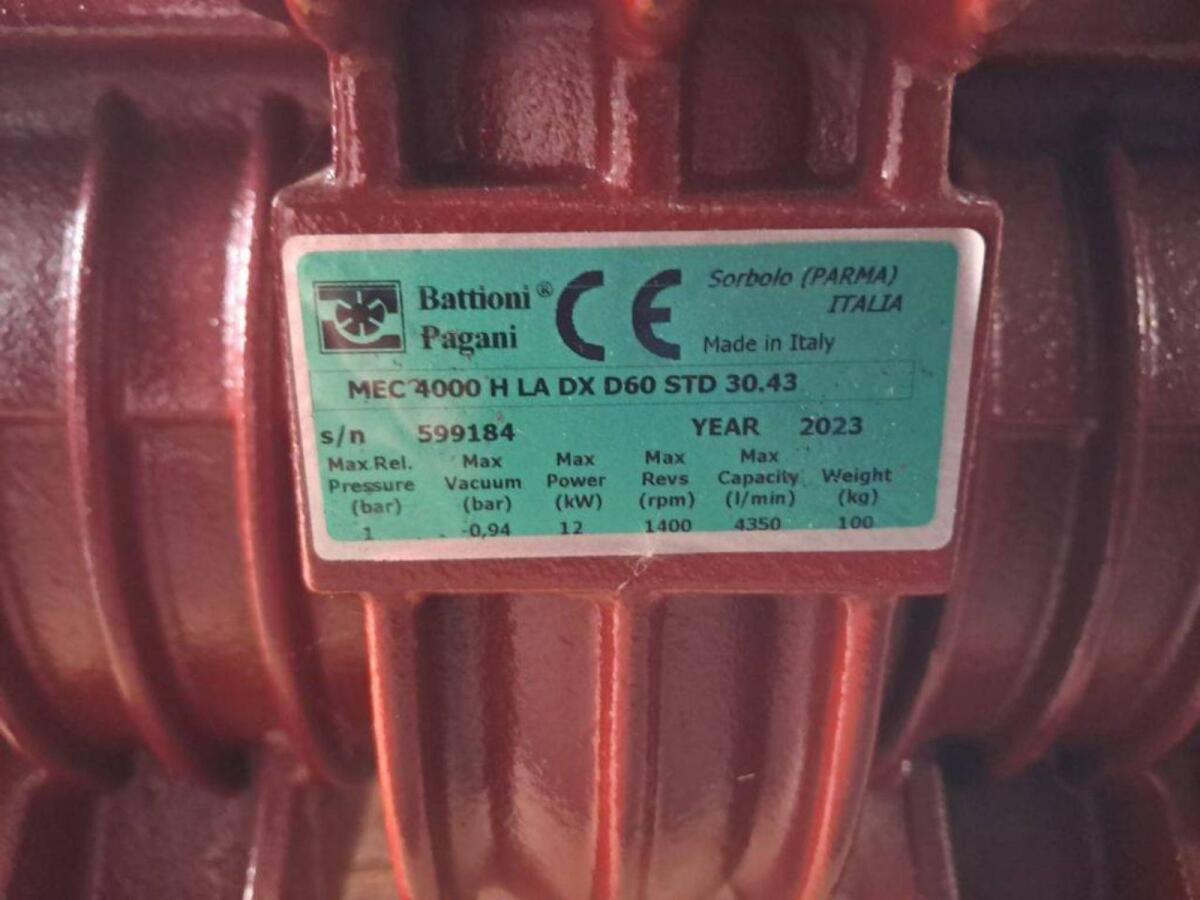 Battioni ® CE Sorbolo (PARMA)
Pagani ITALIA
Made in Italy
MEC 4000 H LA DX D60 STD 30.43
s/n 599184 YEAR 2023
Max Rel. Max Max Max Max
Pressure Vacuum Power Revs Capacity Weight
(bar) (bar) (kW) (rpm) (l/min) (kg)
1 -0,94 12 1400 4350 100